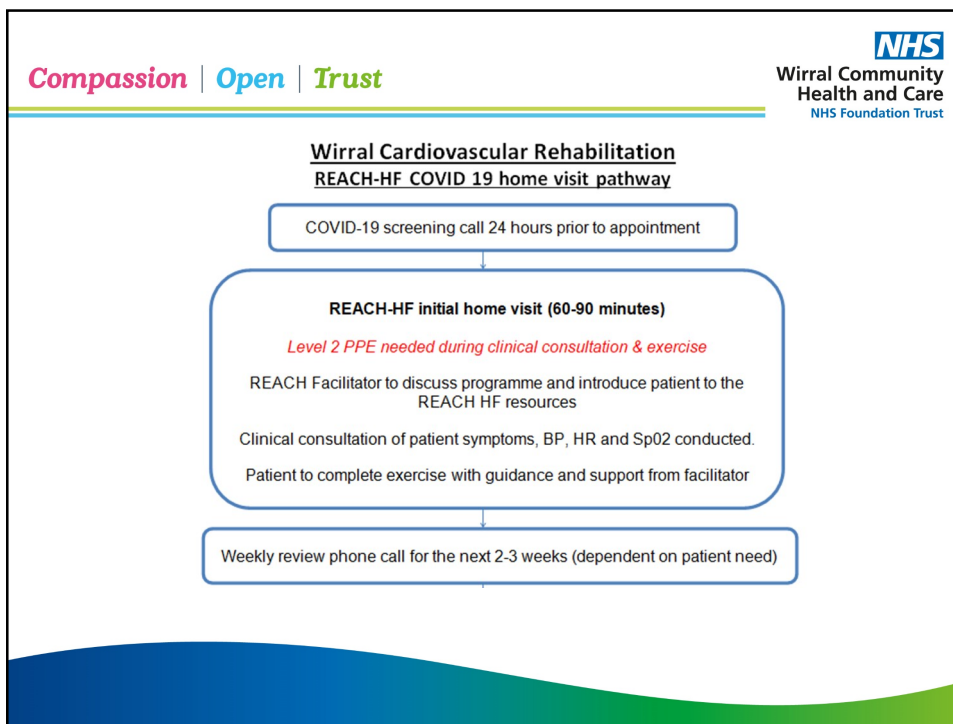 Compassion | Open | Trust
NHS
Wirral Community
Health and Care
NHS Foundation Trust
Wirral Cardiovascular Rehabilitation
REACH-HF COVID 19 home visit pathway
COVID-19 screening call 24 hours prior to appointment
REACH-HF initial home visit (60-90 minutes)
Level 2 PPE needed during clinical consultation & exercise
REACH Facilitator to discuss programme and introduce patient to the
REACH HF resources
Clinical consultation of patient symptoms, BP, HR and Sp02 conducted.
Patient to complete exercise with guidance and support from facilitator
Weekly review phone call for the next 2-3 weeks (dependent on patient need)